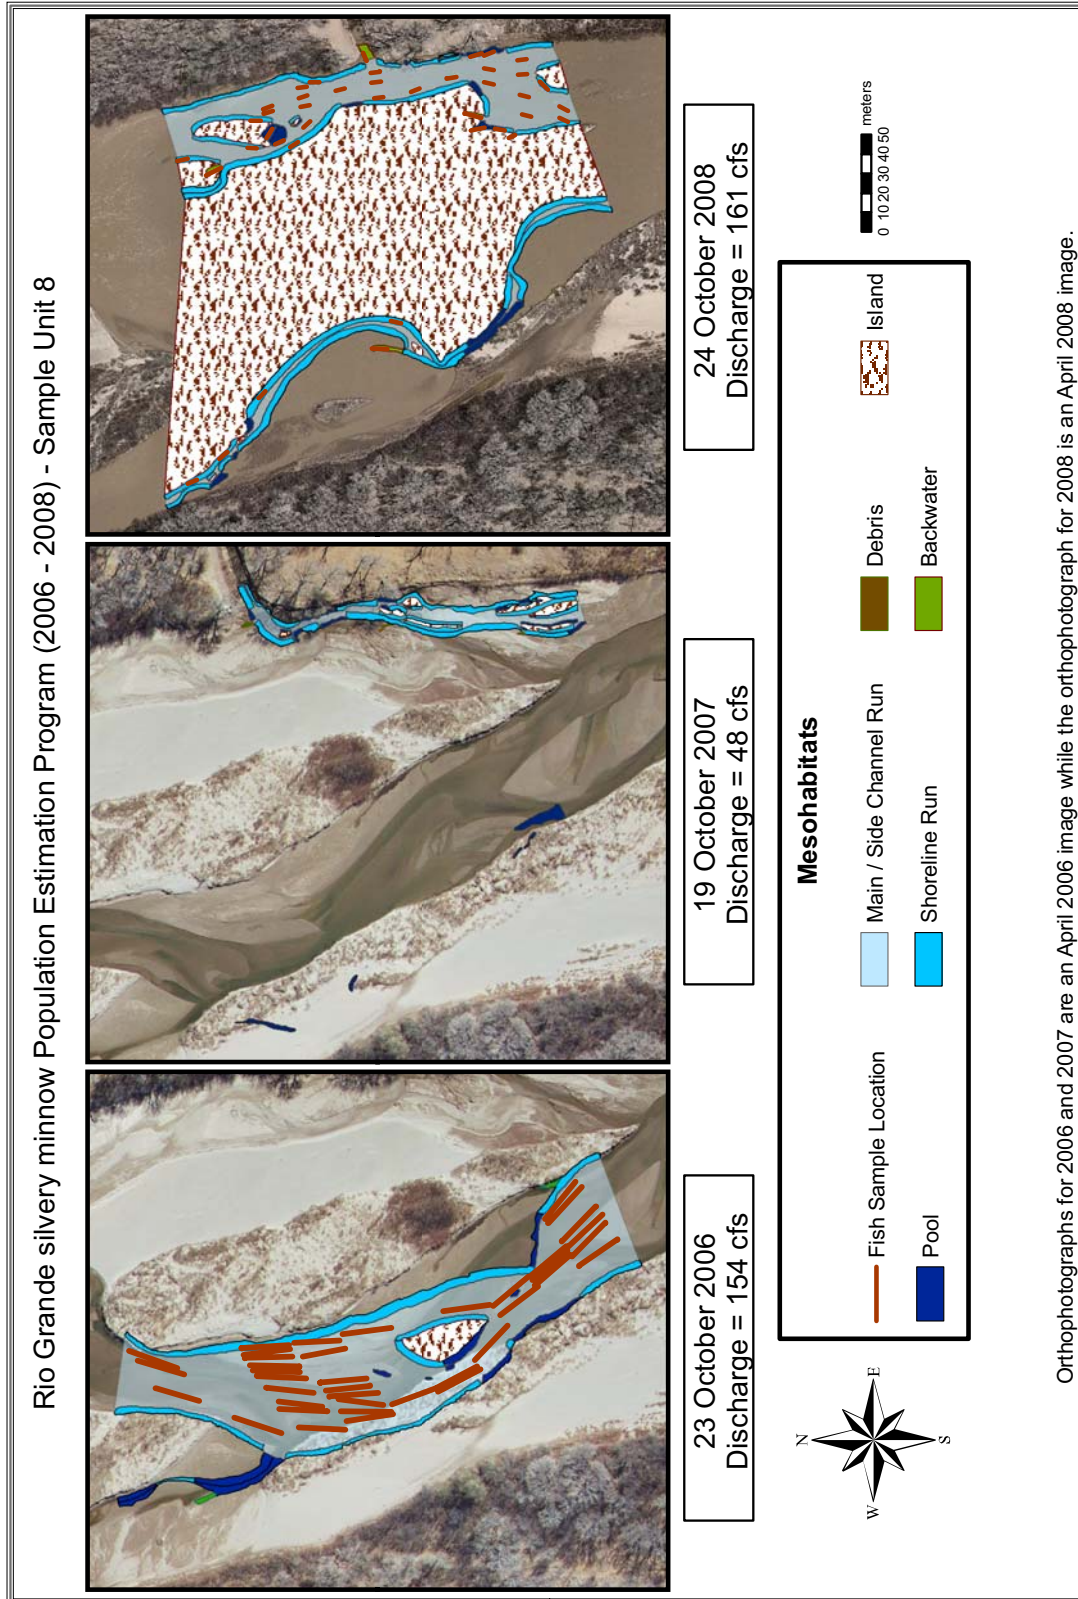 Rio Grande silvery minnow Population Estimation Program (2006 - 2008) - Sample Unit 8
23 October 2006
Discharge = 154 cfs
19 October 2007
Discharge = 48 cfs
24 October 2008
Discharge = 161 cfs
N
W
E
S
Mesohabitats
Fish Sample Location
Main / Side Channel Run
Debris
Island
Pool
Shoreline Run
Backwater
meters
0 10 20 30 40 50
Orthophotographs for 2006 and 2007 are an April 2006 image while the orthophotograph for 2008 is an April 2008 image.